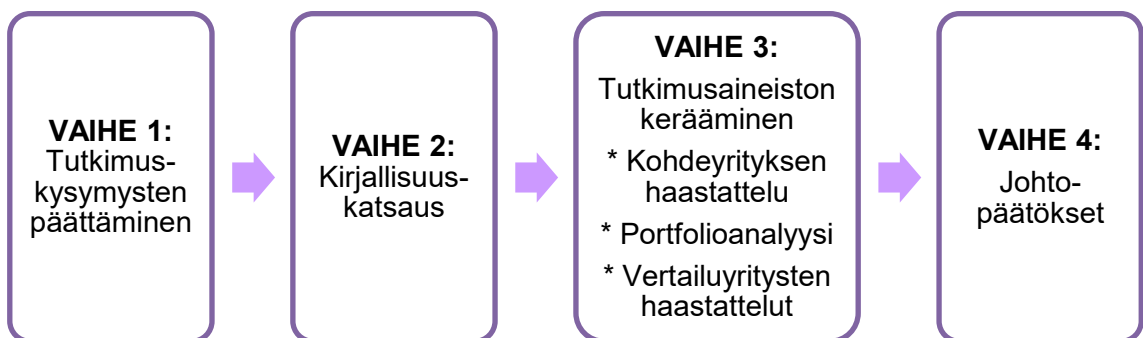 VAIHE 1:
Tutkimus-
kysymysten
päättäminen
VAIHE 2:
Kirjallisuus-
katsaus
VAIHE 3:
Tutkimusaineiston
kerääminen
* Kohdeyrityksen
haastattelu
* Portfolioanalyysi
* Vertailuyritysten
haastattelut
VAIHE 4:
Johto-
päätökset